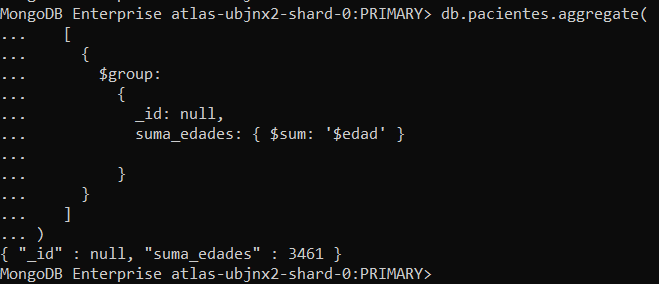 MongoDB Enterprise atlas-ubjnx2-shard-0:PRIMARY> db.pacientes.aggregate(
...     [
...       {
...         $group:
...           {
...             _id: null,
...             suma_edades: { $sum: '$edad' }
...
...           }
...       }
...     ]
... )
{ "_id" : null, "suma_edades" : 3461 }
MongoDB Enterprise atlas-ubjnx2-shard-0:PRIMARY>